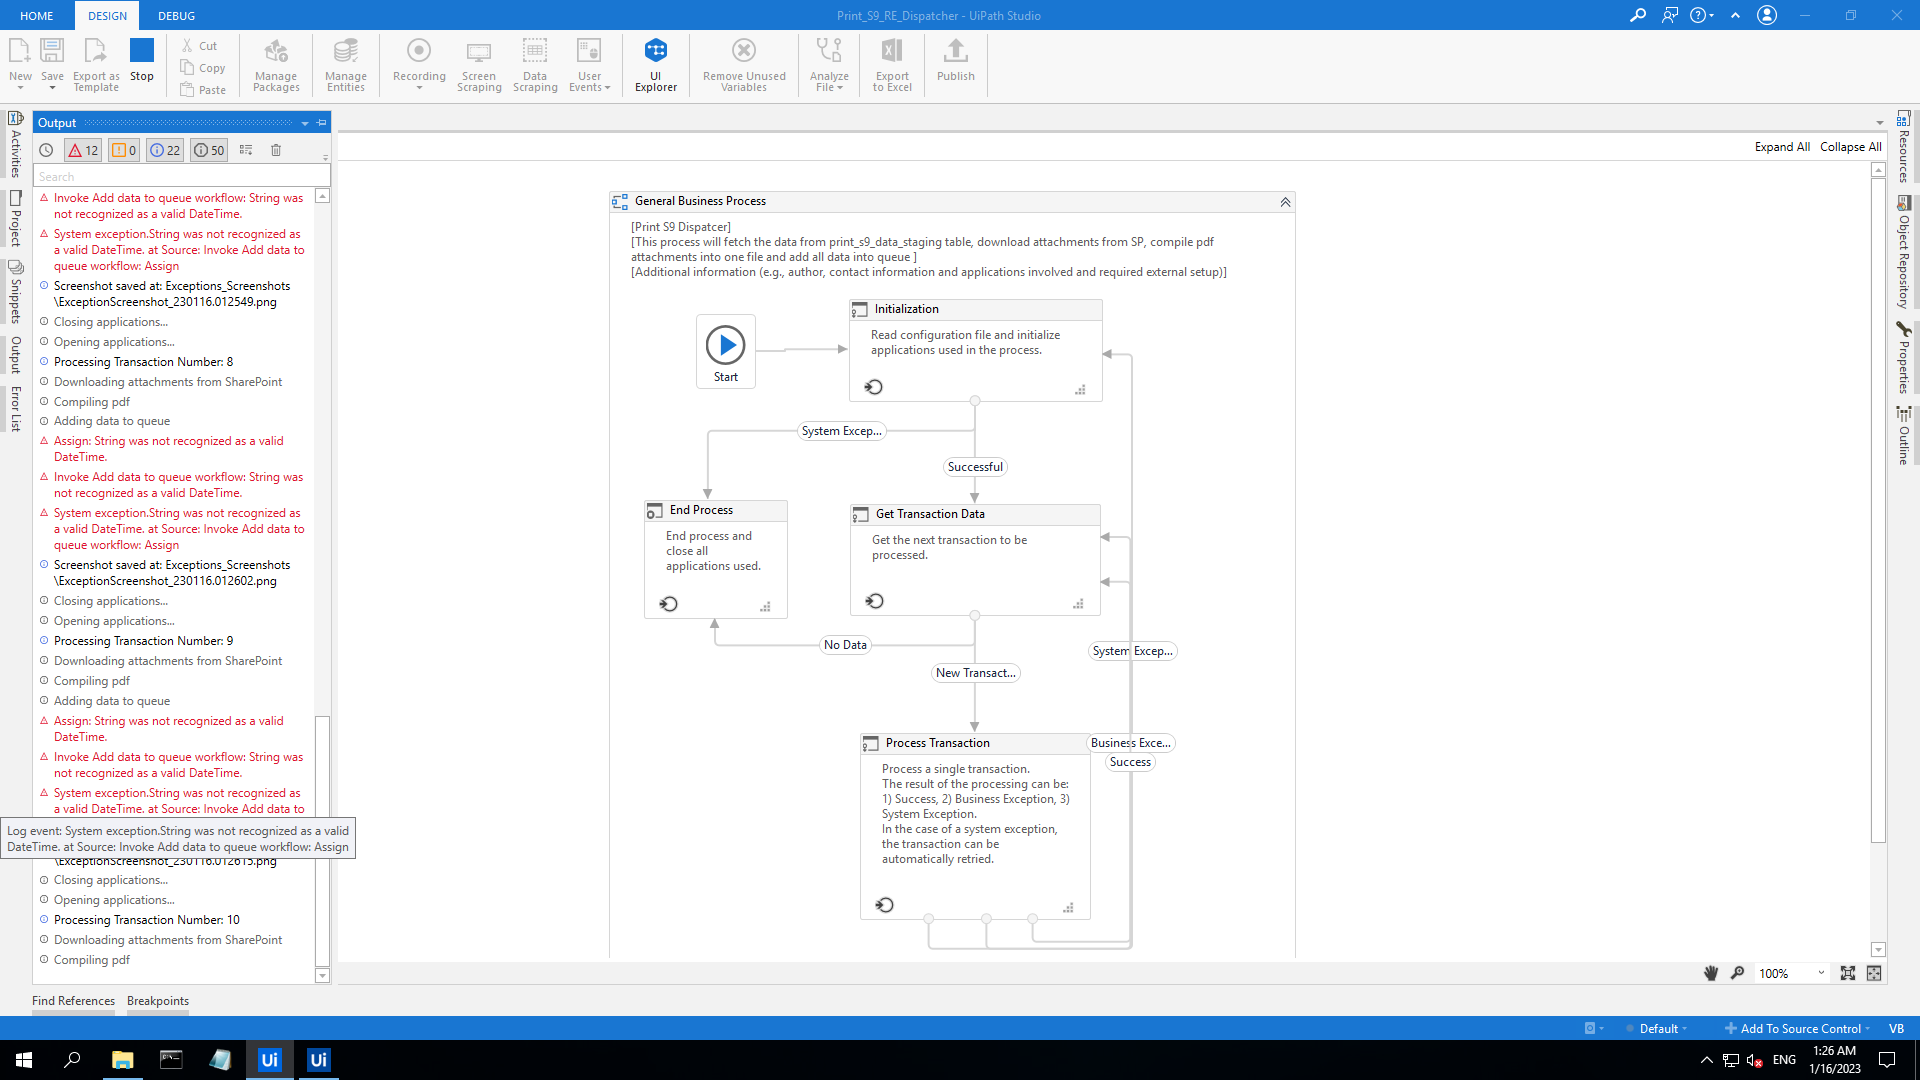 HOME
DESIGN
DEBUG
Print_S9_RE_Dispatcher - UiPath Studio
New
Save
Export as
Template
Stop
Cut
Copy
Paste
Manage
Packages
Manage
Entities
Recording
Screen
Scraping
Data
Scraping
User
Events
UI
Explorer
Remove Unused
Variables
Analyze
File
Export
to Excel
Publish
Activities
Project
Snippets
Output
Error List
Output
12
0
22
50
Search
Invoke Add data to queue workflow: String was
not recognized as a valid DateTime.
System exception.String was not recognized as
a valid DateTime. at Source: Invoke Add data to
queue workflow: Assign
Screenshot saved at: Exceptions_Screenshots
\ExceptionScreenshot_230116.012549.png
Closing applications...
Opening applications...
Processing Transaction Number: 8
Downloading attachments from SharePoint
Compiling pdf
Adding data to queue
Assign: String was not recognized as a valid
DateTime.
Invoke Add data to queue workflow: String was
not recognized as a valid DateTime.
System exception.String was not recognized as
a valid DateTime. at Source: Invoke Add data to
queue workflow: Assign
Screenshot saved at: Exceptions_Screenshots
\ExceptionScreenshot_230116.012602.png
Closing applications...
Opening applications...
Processing Transaction Number: 9
Downloading attachments from SharePoint
Compiling pdf
Adding data to queue
Assign: String was not recognized as a valid
DateTime.
Invoke Add data to queue workflow: String was
not recognized as a valid DateTime.
System exception.String was not recognized as
a valid DateTime. at Source: Invoke Add data to
Log event: System exception.String was not recognized as a valid
DateTime. at Source: Invoke Add data to queue workflow: Assign
\ExceptionScreenshot_230116.012615.png
Closing applications...
Opening applications...
Processing Transaction Number: 10
Downloading attachments from SharePoint
Compiling pdf
Find References
Breakpoints
Expand All
Collapse All
General Business Process
[Print S9 Dispatcer]
[This process will fetch the data from print_s9_data_staging table, download attachments from SP, compile pdf
attachments into one file and add all data into queue ]
[Additional information (e.g., author, contact information and applications involved and required external setup)]
Start
Initialization
Read configuration file and initialize
applications used in the process.
System Excep...
Successful
End Process
End process and
close all
applications used.
Get Transaction Data
Get the next transaction to be
processed.
No Data
New Transact...
System Excep...
Process Transaction
Process a single transaction.
The result of the processing can be:
1) Success, 2) Business Exception, 3)
System Exception.
In the case of a system exception,
the transaction can be
automatically retried.
Business Exce...
Success
Resources
Object Repository
Properties
Outline
100%
Default
Add To Source Control
VB
Ui
Ui
ENG
1:26 AM
1/16/2023